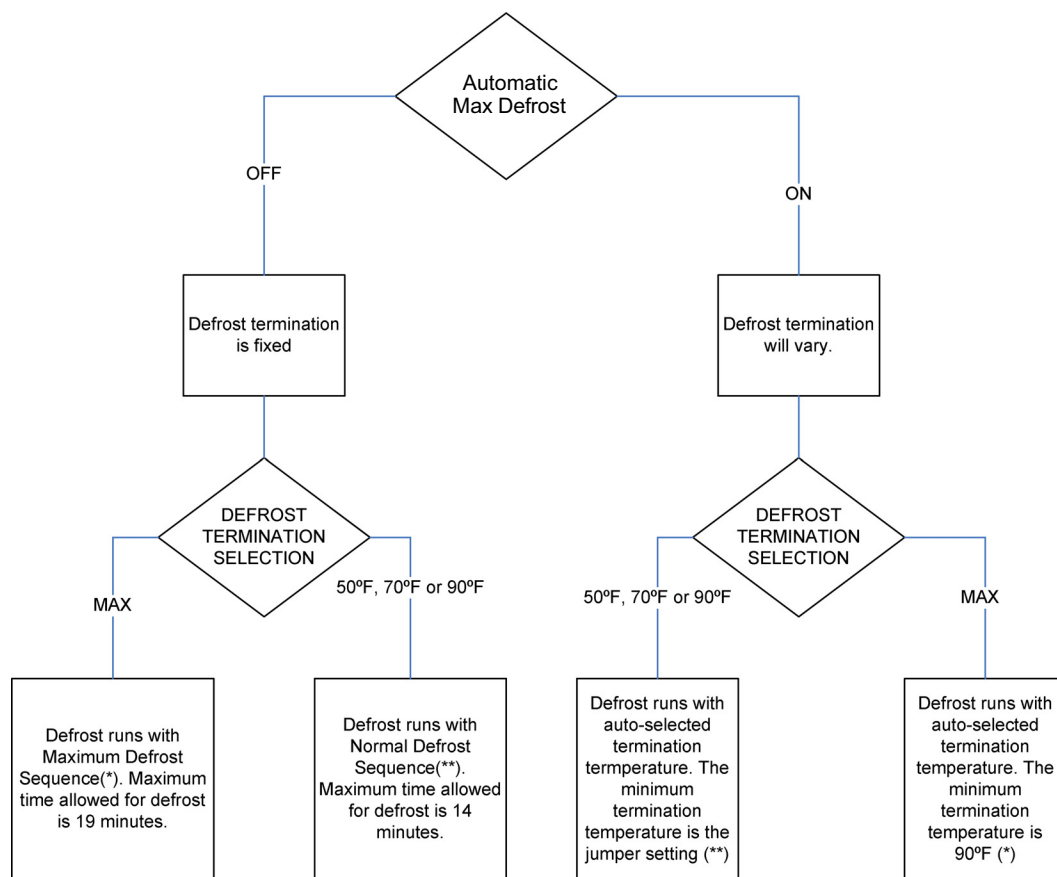 Automatic
Max Defrost
OFF
ON
Defrost termination
is fixed
Defrost termination
will vary.
DEFROST
TERMINATION
SELECTION
DEFROST
TERMINATION
SELECTION
MAX
50ºF, 70ºF or 90ºF
50ºF, 70ºF or 90ºF
MAX
Defrost runs with
Maximum Defrost
Sequence(*). Maximum
time allowed for defrost
is 19 minutes.
Defrost runs with
Normal Defrost
Sequence(**).
Maximum time allowed
for defrost is 14
minutes.
Defrost runs with
auto-selected
termination
termperature. The
minimum
termination
temperature is the
jumper setting (**)
Defrost runs with
auto-selected
termination
temperature. The
minimum
termination
temperature is
90ºF (*)